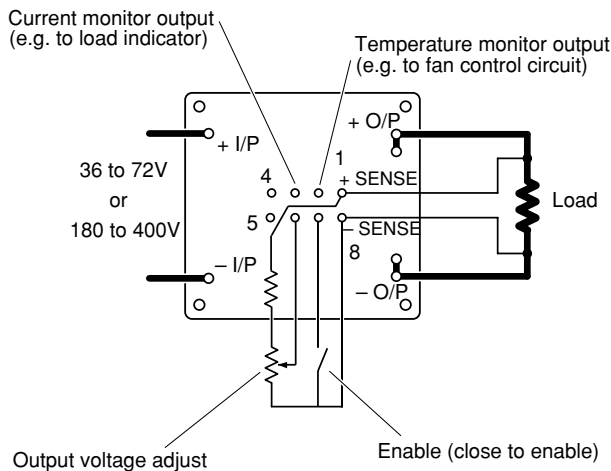 Current monitor output
(e.g. to load indicator)
Temperature monitor output
(e.g. to fan control circuit)
+ O/P
+ I/P
1
4
+ SENSE
36 to 72V
or
180 to 400V
Load
5
– SENSE
8
– I/P
– O/P
Output voltage adjust
Enable (close to enable)